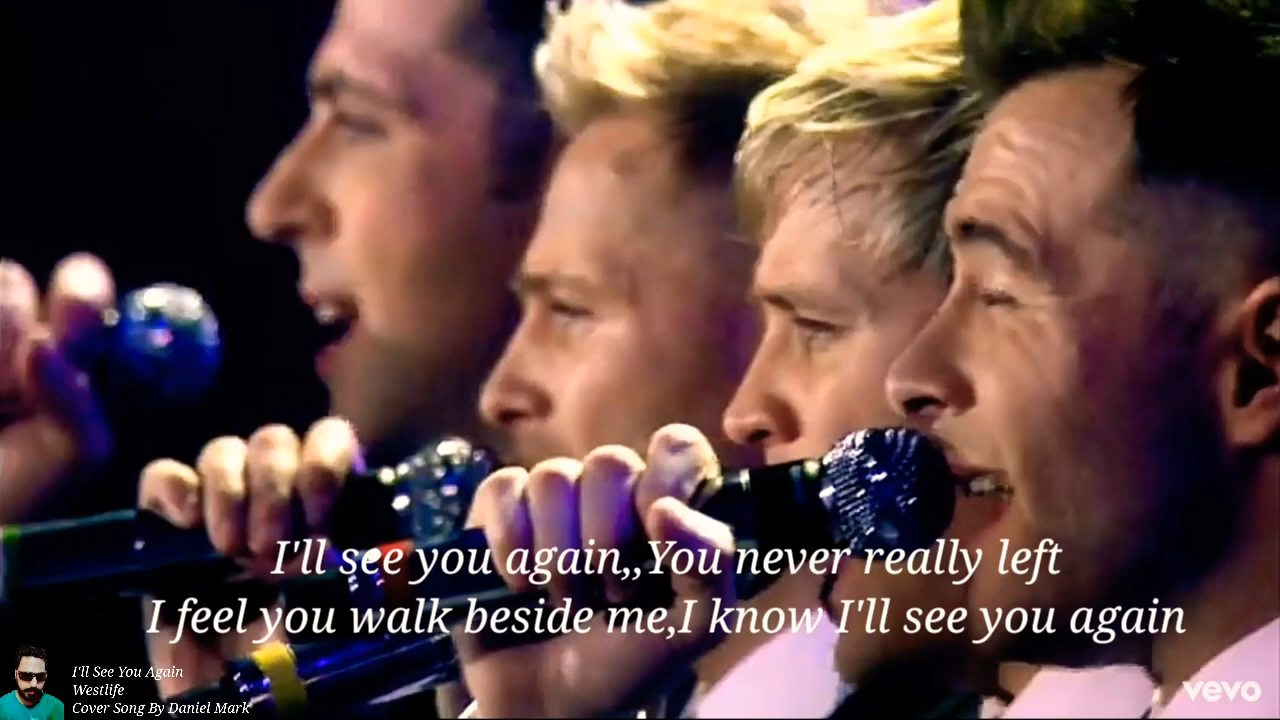 I'll see you again,,You never really left
I feel you walk beside me,I know I'll see you again
I'll See You Again
Westlife
Cover Song By Daniel Mark
vevo